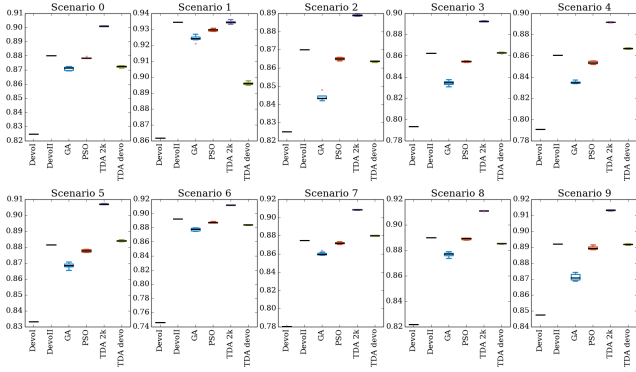 Scenario 0
0.91
0.90
0.89
0.88
0.87
0.86
0.85
0.84
0.83
0.82
DevoI
DevoII
GA
PSO
TDA 2k
TDA devo
Scenario 1
0.94
0.93
0.92
0.91
0.90
0.89
0.88
0.87
0.86
DevoI
DevoII
GA
PSO
TDA 2k
TDA devo
Scenario 2
0.89
0.88
0.87
0.86
0.85
0.84
0.83
0.82
DevoI
DevoII
GA
PSO
TDA 2k
TDA devo
Scenario 3
0.90
0.88
0.86
0.84
0.82
0.80
0.78
DevoI
DevoII
GA
PSO
TDA 2k
TDA devo
Scenario 4
0.90
0.88
0.86
0.84
0.82
0.80
0.78
DevoI
DevoII
GA
PSO
TDA 2k
TDA devo
Scenario 5
0.91
0.90
0.89
0.88
0.87
0.86
0.85
0.84
0.83
DevoI
DevoII
GA
PSO
TDA 2k
TDA devo
Scenario 6
0.92
0.90
0.88
0.86
0.84
0.82
0.80
0.78
0.76
0.74
DevoI
DevoII
GA
PSO
TDA 2k
TDA devo
Scenario 7
0.92
0.90
0.88
0.86
0.84
0.82
0.80
0.78
DevoI
DevoII
GA
PSO
TDA 2k
TDA devo
Scenario 8
0.92
0.90
0.88
0.86
0.84
0.82
DevoI
DevoII
GA
PSO
TDA 2k
TDA devo
Scenario 9
0.92
0.91
0.90
0.89
0.88
0.87
0.86
0.85
0.84
DevoI
DevoII
GA
PSO
TDA 2k
TDA devo